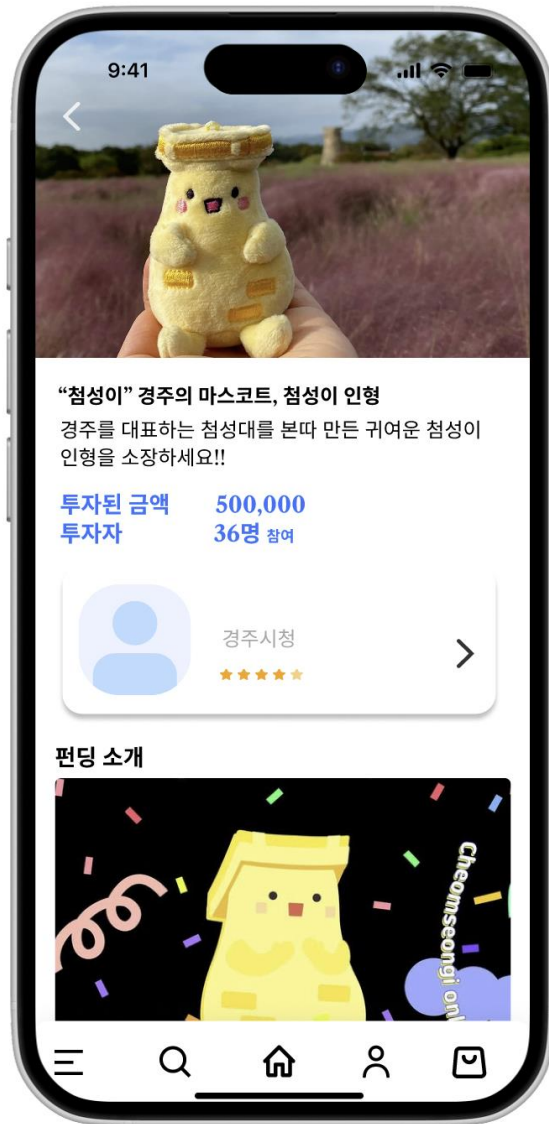 9:41
“첨성이” 경주의 마스코트, 첨성이 인형
경주를 대표하는 첨성대를 본따 만든 귀여운 첨성이
인형을 소장하세요!!
투자된 금액 500,000
투자자 36명 참여
경주시청
펀딩 소개
Cheomseongi